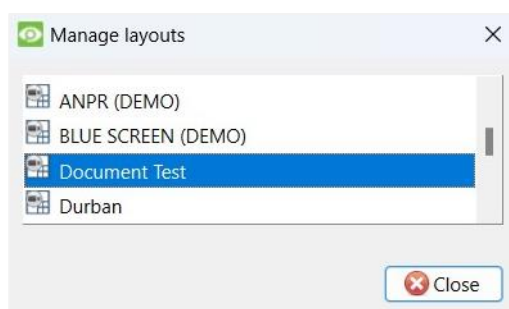 Manage layouts
ANPR (DEMO)
BLUE SCREEN (DEMO)
Document Test
Durban
Close